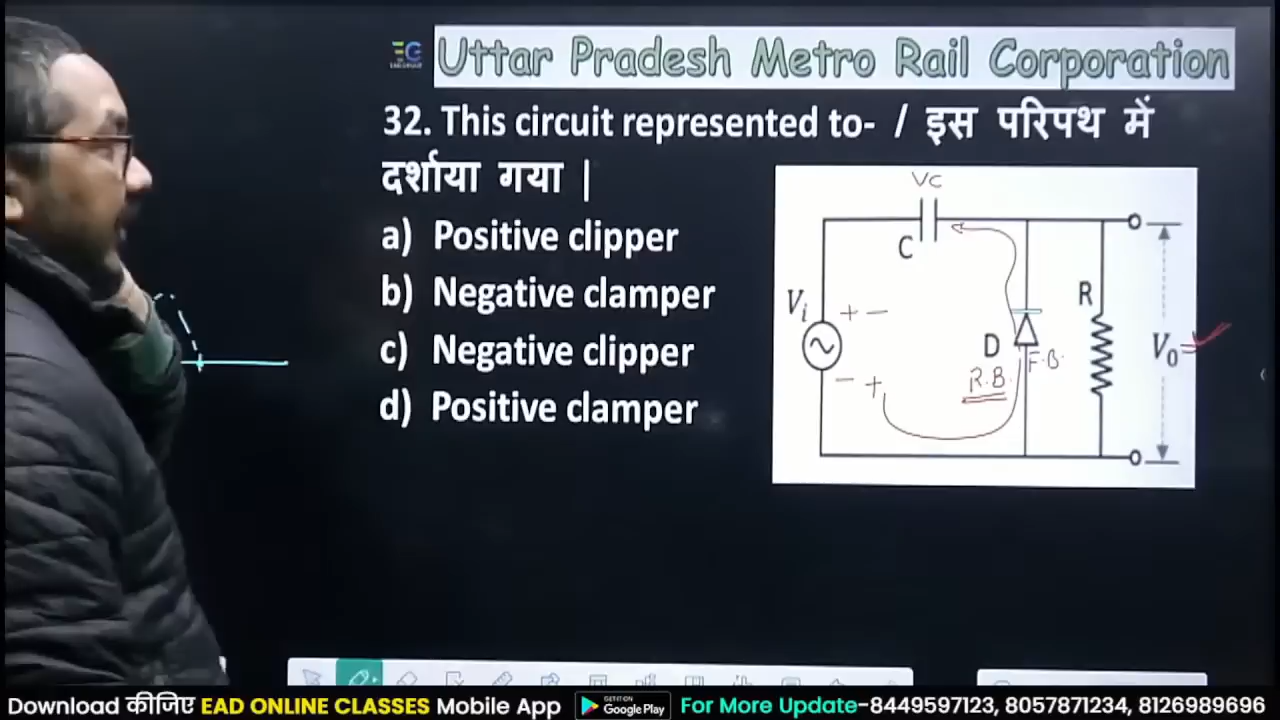 Uttar Pradesh Metro Rail Corporation
32. This circuit represented to- / इस परिपथ में
दर्शाया गया |
a) Positive clipper
b) Negative clamper
c) Negative clipper
d) Positive clamper
VC
C
Vi
+ -
- +
D
R.B.
F.B.
R
V0=
Download कीजिए EAD ONLINE CLASSES Mobile App
GET IT ON
Google Play
For More Update-8449597123, 8057871234, 8126989696